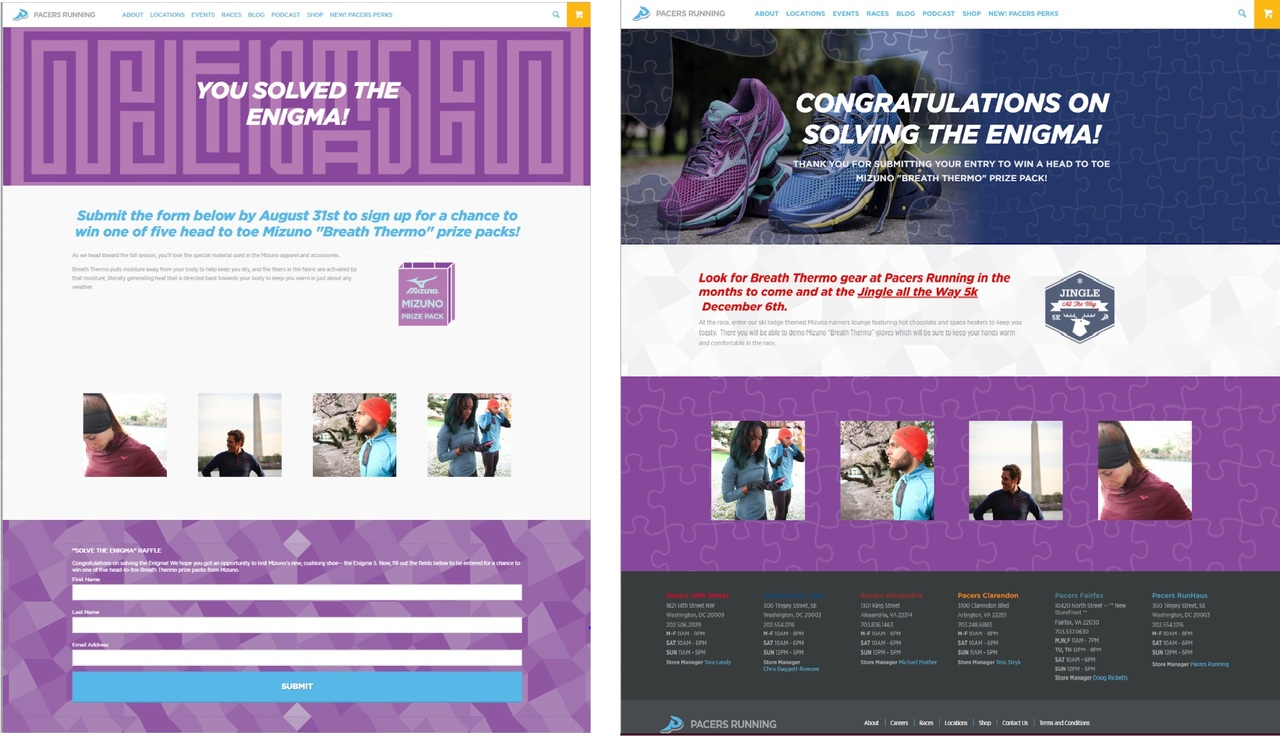 PACERS RUNNING
ABOUT LOCATIONS EVENTS RACES BLOG PODCAST SHOP NEW! PACERS PERKS
YOU SOLVED THE
ENIGMA!
Submit the form below by August 31st to sign up for a chance to
win one of five head to toe Mizuno "Breath Thermo" prize packs!
As we head toward the fall season, you'll love the special material used in the Mizuno apparel and accessories.
Breath Thermo pulls moisture away from your body to help keep you dry, and the fibers in the fabric are activated by
that moisture, literally generating heat that is directed back towards your body to keep you warm in just about any
weather.
Mizuno
MIZUNO
PRIZE PACK
"SOLVE THE ENIGMA" RAFFLE
Congratulations on solving the Enigma! We hope you got an opportunity to test Mizuno's new, cushiony shoe— the Enigma 5. Now, fill out the fields below to be entered for a chance to
win one of five head-to-toe Breath Thermo prize packs from Mizuno.
First Name
Last Name
Email Address
SUBMIT
PACERS RUNNING
ABOUT LOCATIONS EVENTS RACES BLOG PODCAST SHOP NEW! PACERS PERKS
CONGRATULATIONS ON
SOLVING THE ENIGMA!
THANK YOU FOR SUBMITTING YOUR ENTRY TO WIN A HEAD TO TOE
MIZUNO "BREATH THERMO" PRIZE PACK!
Look for Breath Thermo gear at Pacers Running in the
months to come and at the Jingle all the Way 5k
December 6th.
At the race, enter our ski lodge themed Mizuno runners lounge featuring hot chocolate and space heaters to keep you
toasty. There you will be able to demo Mizuno "Breath Thermo" gloves which will be sure to keep your hands warm
and comfortable in the race.
JINGLE
All The Way
5K
Pacers 14th Street
1821 14th Street NW
Washington, DC 20009
202.506.2029
M-F 11AM - 8PM
SAT 10AM - 6PM
SUN 11AM - 5PM
Store Manager Tara Landy
300 Tingey Street, SE
Washington, DC 20003
202.554.1216
M-F 10AM - 8PM
SAT 10AM - 6PM
SUN 12PM - 5PM
Store Manager
Chris Dappett-Rowzee
Pacers Alexandria
1301 King Street
Alexandria, VA 22314
703.836.1463
M-F 10AM - 8PM
SAT 10AM - 6PM
SUN 12PM - 5PM
Store Manager Michael Prather
Pacers Clarendon
3100 Clarendon Blvd
Arlington, VA 22201
703.248.6883
M-F 10AM - 8PM
SAT 10AM - 6PM
SUN 12PM - 5PM
Store Manager Tess Stryk
Pacers Fairfax
10420 North Street -- ** New
StoreFront **
Fairfax, VA 22030
703.537.0630
M,W,F 11AM - 7PM
TU, TH 12PM - 8PM
SAT 10AM - 6PM
SUN 12PM - 5PM
Store Manager Doug Ricketts
Pacers RunHaus
300 Tingey Street, SE
Washington, DC 20003
202.554.1216
M-F 10AM - 8PM
SAT 10AM - 6PM
SUN 12PM - 5PM
Store Manager Pacers Running
PACERS RUNNING
About | Careers | Races | Locations | Shop | Contact Us | Terms and Conditions